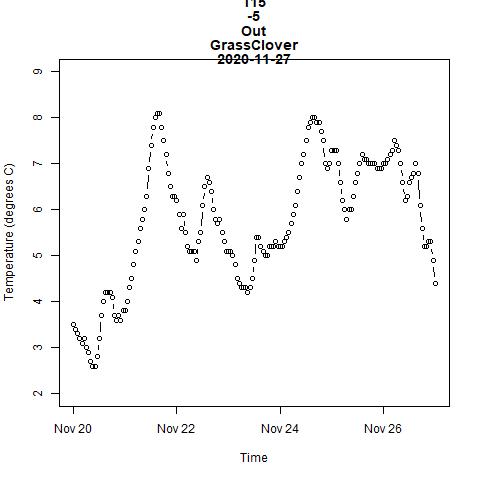 T15
-5
Out
GrassClover
2020-11-27
Temperature (degrees C)
9
8
7
6
5
4
3
2
Nov 20 Nov 22 Nov 24 Nov 26
Time